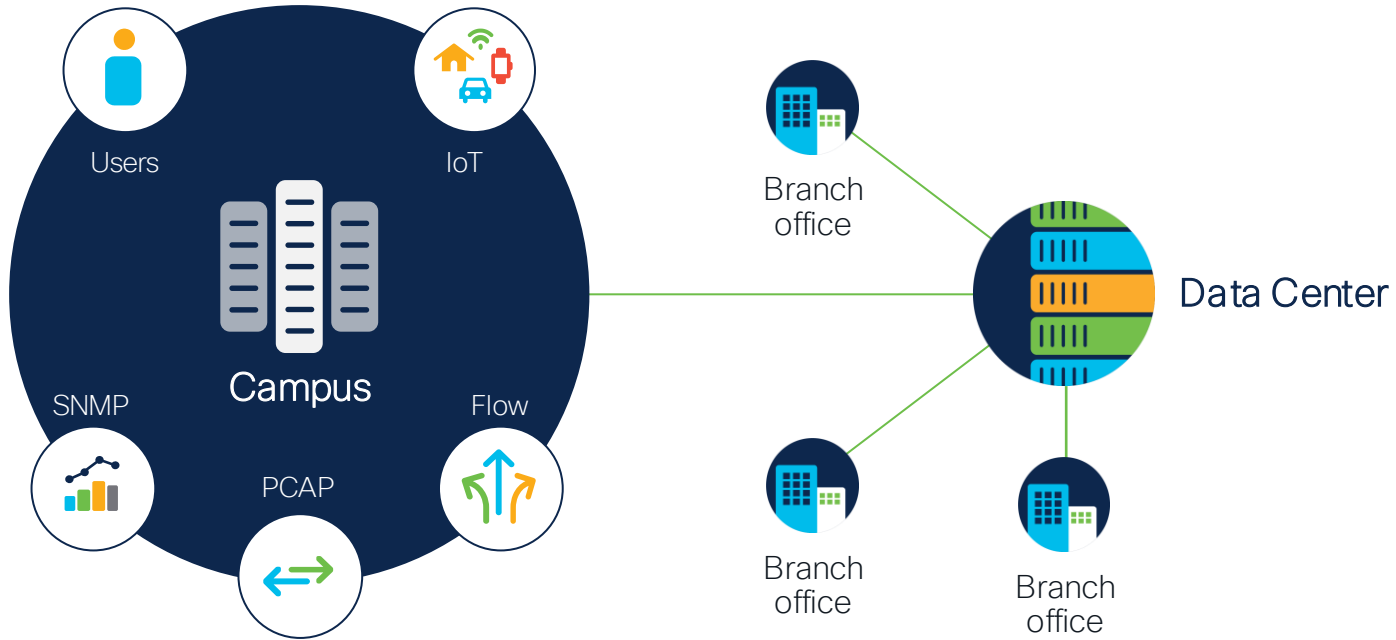 Users
IoT
Campus
SNMP
Flow
PCAP
Branch
office
Data Center
Branch
office
Branch
office